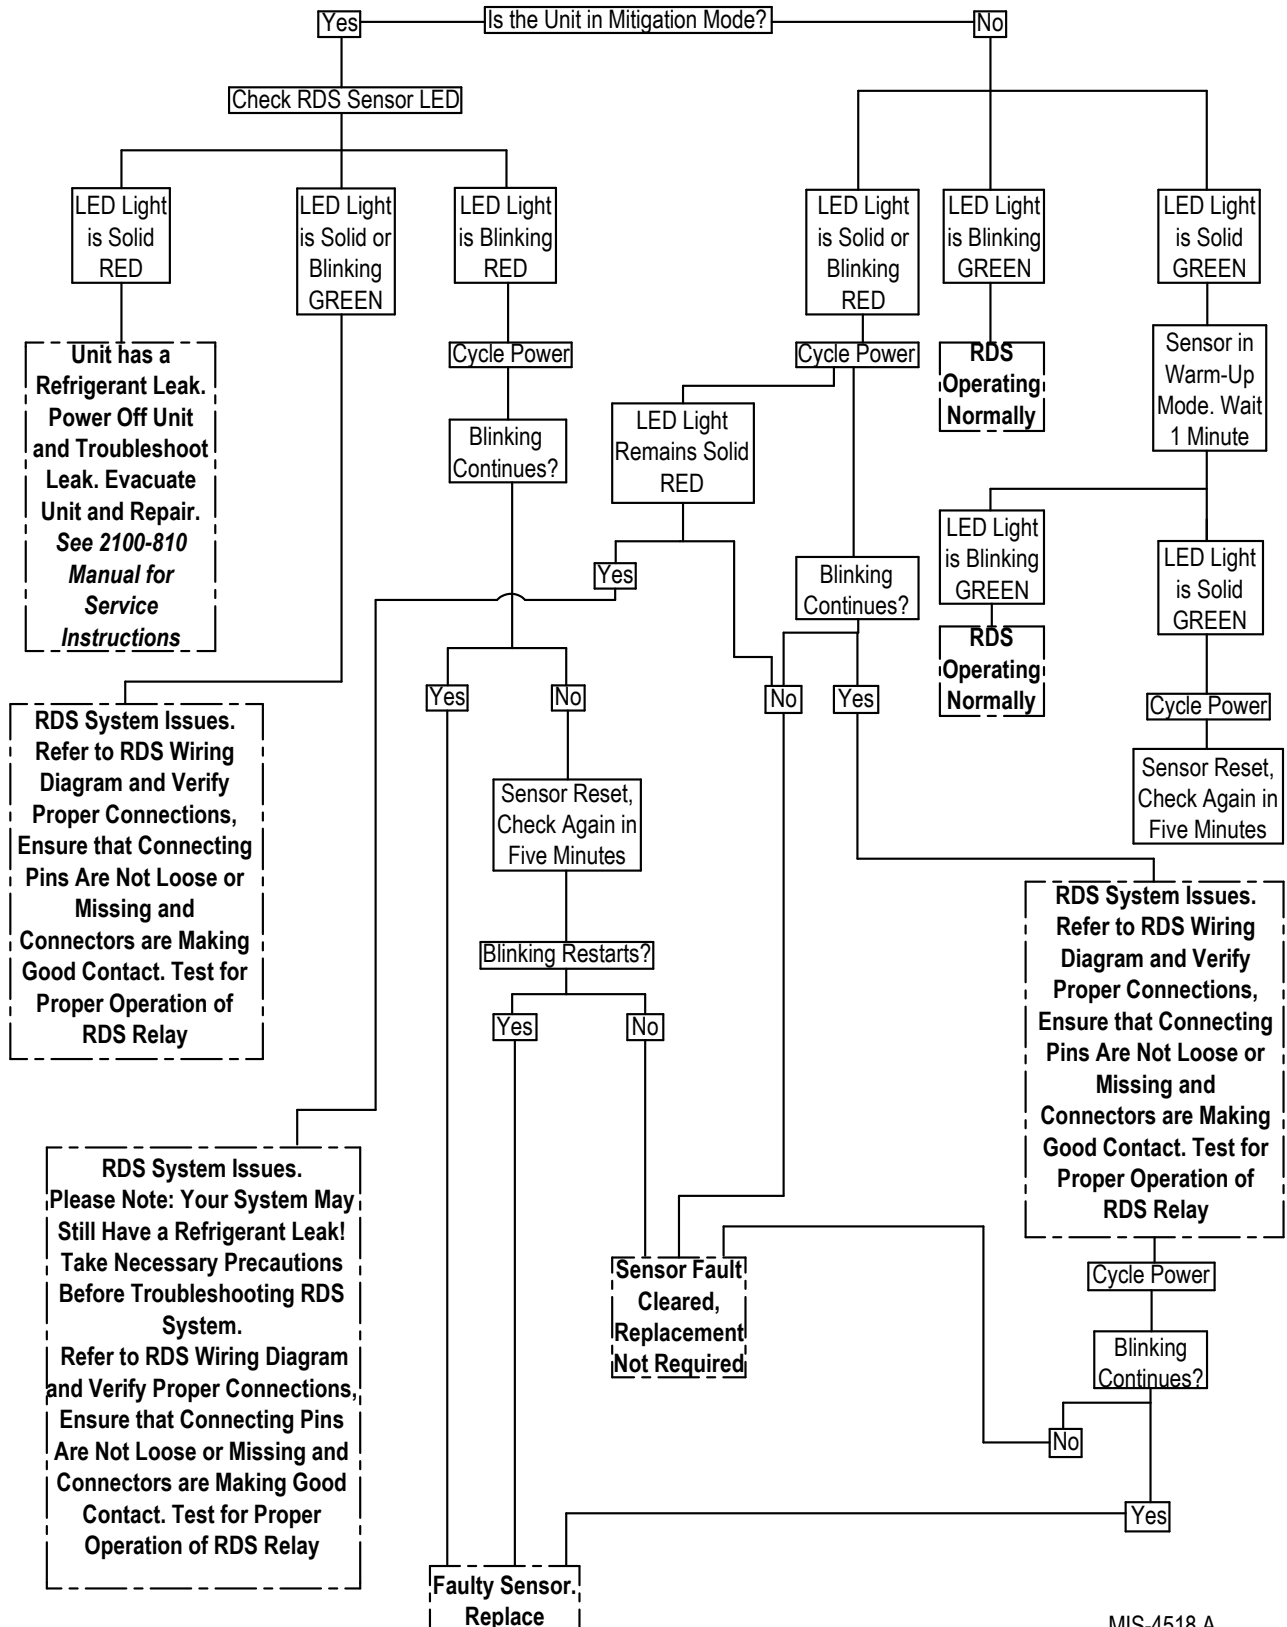 Is the Unit in Mitigation Mode?
Yes
No
Check RDS Sensor LED
LED Light
is Solid
RED
LED Light
is Solid or
Blinking
GREEN
LED Light
is Blinking
RED
LED Light
is Solid or
Blinking
RED
LED Light
is Blinking
GREEN
LED Light
is Solid
GREEN
Unit has a
Refrigerant Leak.
Power Off Unit
and Troubleshoot
Leak. Evacuate
Unit and Repair.
See 2100-810
Manual for
Service
Instructions
Cycle Power
Blinking
Continues?
Cycle Power
LED Light
Remains Solid
RED
Yes
Blinking
Continues?
RDS
Operating
Normally
Sensor in
Warm-Up
Mode. Wait
1 Minute
LED Light
is Blinking
GREEN
RDS
Operating
Normally
LED Light
is Solid
GREEN
Cycle Power
Sensor Reset,
Check Again in
Five Minutes
Yes
No
No
Yes
RDS System Issues.
Refer to RDS Wiring
Diagram and Verify
Proper Connections,
Ensure that Connecting
Pins Are Not Loose or
Missing and
Connectors are Making
Good Contact. Test for
Proper Operation of
RDS Relay
Sensor Reset,
Check Again in
Five Minutes
Blinking Restarts?
Yes
No
RDS System Issues.
Refer to RDS Wiring
Diagram and Verify
Proper Connections,
Ensure that Connecting
Pins Are Not Loose or
Missing and
Connectors are Making
Good Contact. Test for
Proper Operation of
RDS Relay
RDS System Issues.
Please Note: Your System May
Still Have a Refrigerant Leak!
Take Necessary Precautions
Before Troubleshooting RDS
System.
Refer to RDS Wiring Diagram
and Verify Proper Connections,
Ensure that Connecting Pins
Are Not Loose or Missing and
Connectors are Making Good
Contact. Test for Proper
Operation of RDS Relay
Sensor Fault
Cleared,
Replacement
Not Required
Cycle Power
Blinking
Continues?
No
Yes
Faulty Sensor.
Replace
MIS-4518 A